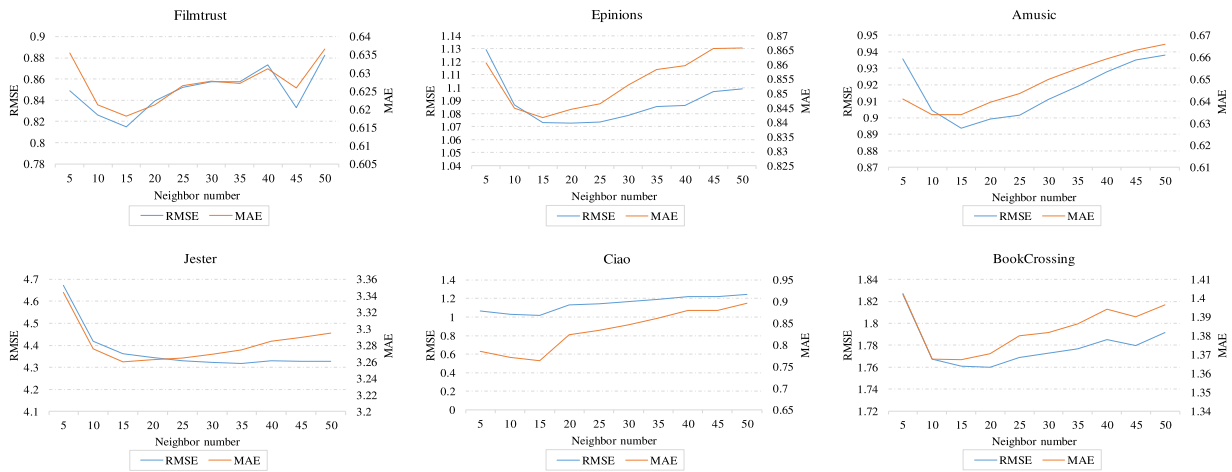 Filmtrust
0.9
0.88
0.86
0.84
0.82
0.8
0.78
RMSE
0.64
0.635
0.63
0.625
0.62
0.615
0.61
0.605
MAE
5 10 15 20 25 30 35 40 45 50
Neighbor number
RMSE MAE
Epinions
1.14
1.13
1.12
1.11
1.1
1.09
1.08
1.07
1.06
1.05
1.04
RMSE
0.87
0.865
0.86
0.855
0.85
0.845
0.84
0.835
0.83
0.825
MAE
5 10 15 20 25 30 35 40 45 50
Neighbor number
RMSE MAE
Amusic
0.95
0.94
0.93
0.92
0.91
0.9
0.89
0.88
0.87
RMSE
0.67
0.66
0.65
0.64
0.63
0.62
0.61
MAE
5 10 15 20 25 30 35 40 45 50
Neighbor number
RMSE MAE
Jester
4.7
4.6
4.5
4.4
4.3
4.2
4.1
RMSE
3.36
3.34
3.32
3.3
3.28
3.26
3.24
3.22
3.2
MAE
5 10 15 20 25 30 35 40 45 50
Neighbor number
RMSE MAE
Ciao
1.4
1.2
1
0.8
0.6
0.4
0.2
0
RMSE
0.95
0.9
0.85
0.8
0.75
0.7
0.65
MAE
5 10 15 20 25 30 35 40 45 50
Neighbor number
RMSE MAE
BookCrossing
1.84
1.82
1.8
1.78
1.76
1.74
1.72
RMSE
1.41
1.4
1.39
1.38
1.37
1.36
1.35
1.34
MAE
5 10 15 20 25 30 35 40 45 50
Neighbor number
RMSE MAE